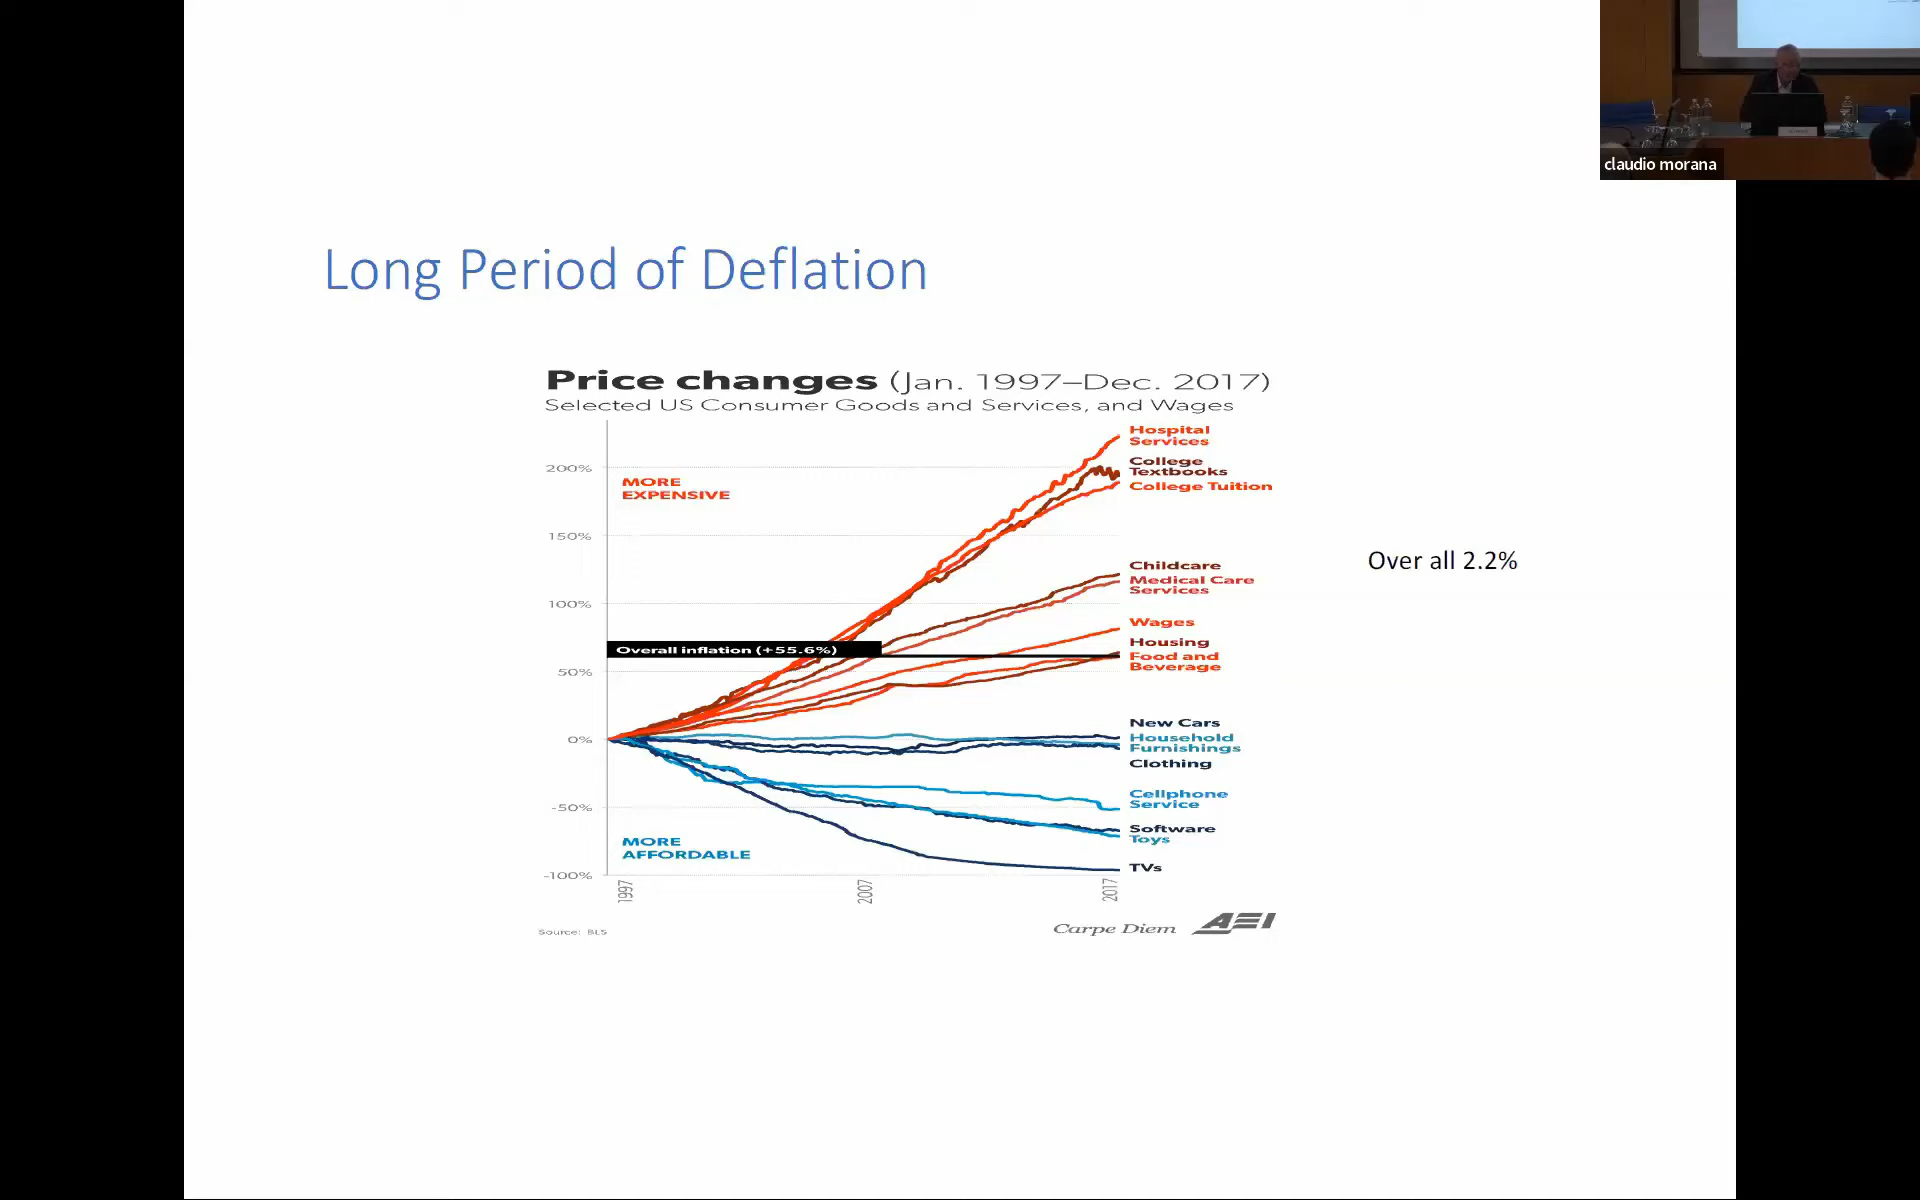 claudio morana
Long Period of Deflation
Price changes (Jan. 1997–Dec. 2017)
Selected US Consumer Goods and Services, and Wages
Hospital
Services
200%
College
Textbooks
MORE
EXPENSIVE
College Tuition
150%
Over all 2.2%
Childcare
Medical Care
Services
100%
Wages
Housing
Overall inflation (+55.6%)
Food and
Beverage
50%
New Cars
0%
Household
Furnishings
Clothing
Cellphone
Service
-50%
Software
Toys
MORE
AFFORDABLE
TVs
-100%
1997
2007
2017
Source: BLS
Carpe Diem AEI